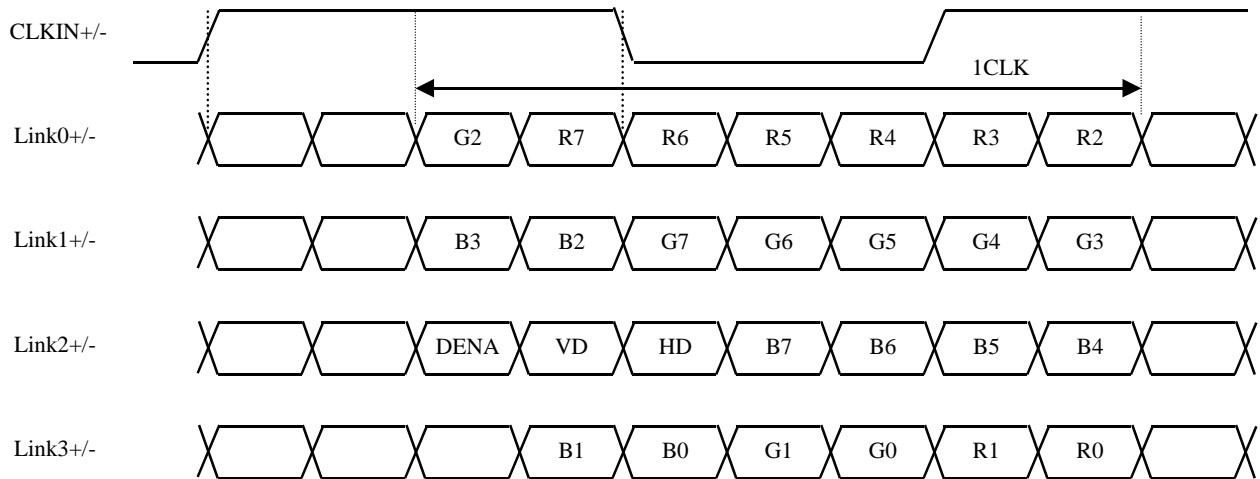 CLKIN+/-
1CLK
Link0+/- G2 R7 R6 R5 R4 R3 R2
Link1+/- B3 B2 G7 G6 G5 G4 G3
Link2+/- DENA VD HD B7 B6 B5 B4
Link3+/- B1 B0 G1 G0 R1 R0